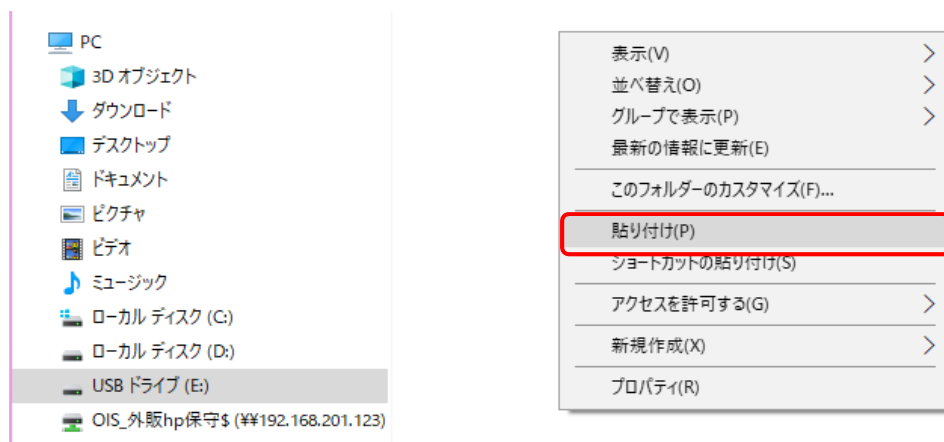 PC
3D オブジェクト
ダウンロード
デスクトップ
ドキュメント
ピクチャ
ビデオ
ミュージック
ローカル ディスク (C:)
ローカル ディスク (D:)
USB ドライブ (E:)
OIS_外販hp保守$ (¥¥192.168.201.123)
表示(V)
並べ替え(O)
グループで表示(P)
最新の情報に更新(E)
このフォルダーのカスタマイズ(F)...
貼り付け(P)
ショートカットの貼り付け(S)
アクセスを許可する(G)
新規作成(X)
プロパティ(R)